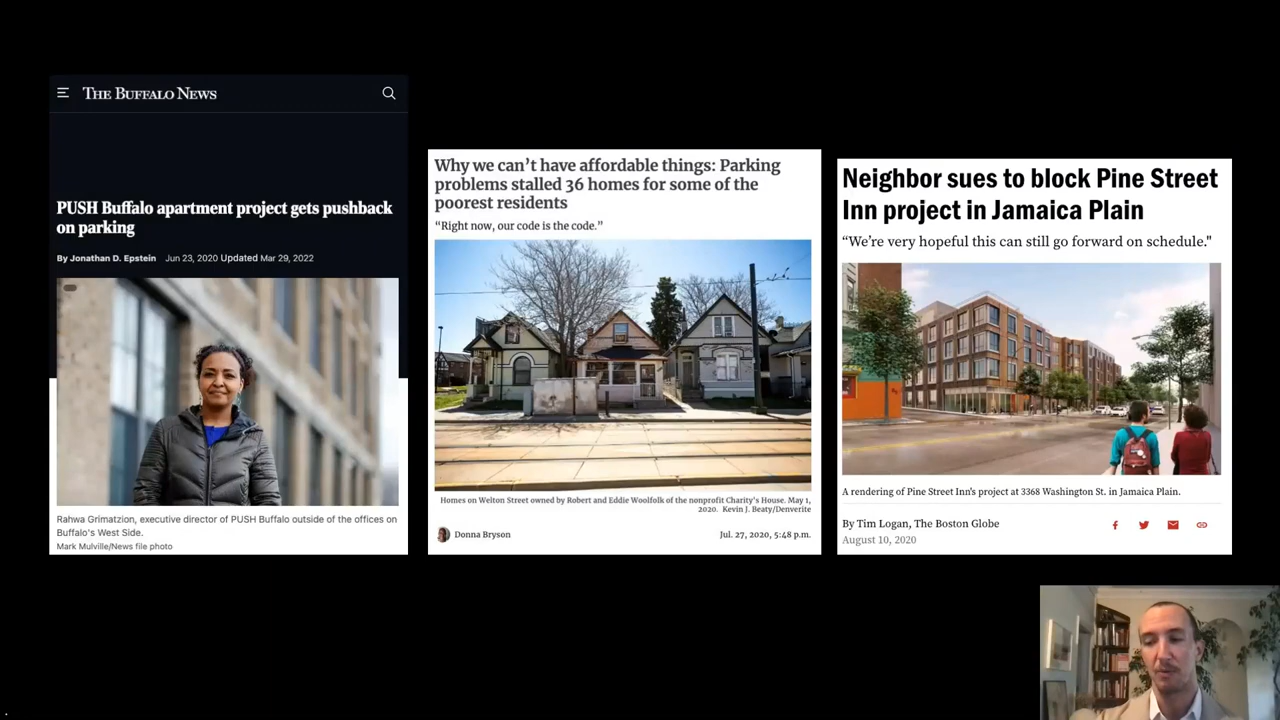 THE BUFFALO NEWS
PUSH Buffalo apartment project gets pushback
on parking
By Jonathan D. Epstein Jun 23, 2020 Updated Mar 29, 2022
Rahwa Grimatzion, executive director of PUSH Buffalo outside of the offices on
Buffalo's West Side.
Mark Mulville/News file photo
Why we can’t have affordable things: Parking
problems stalled 36 homes for some of the
poorest residents
“Right now, our code is the code.”
Homes on Welton Street owned by Robert and Eddie Woolfolk of the nonprofit Charity's House. May 1,
2020. Kevin J. Beaty/Denverite
Donna Bryson
Jul. 27, 2020, 5:48 p.m.
Neighbor sues to block Pine Street
Inn project in Jamaica Plain
“We’re very hopeful this can still go forward on schedule."
A rendering of Pine Street Inn's project at 3368 Washington St. in Jamaica Plain.
By Tim Logan, The Boston Globe
August 10, 2020